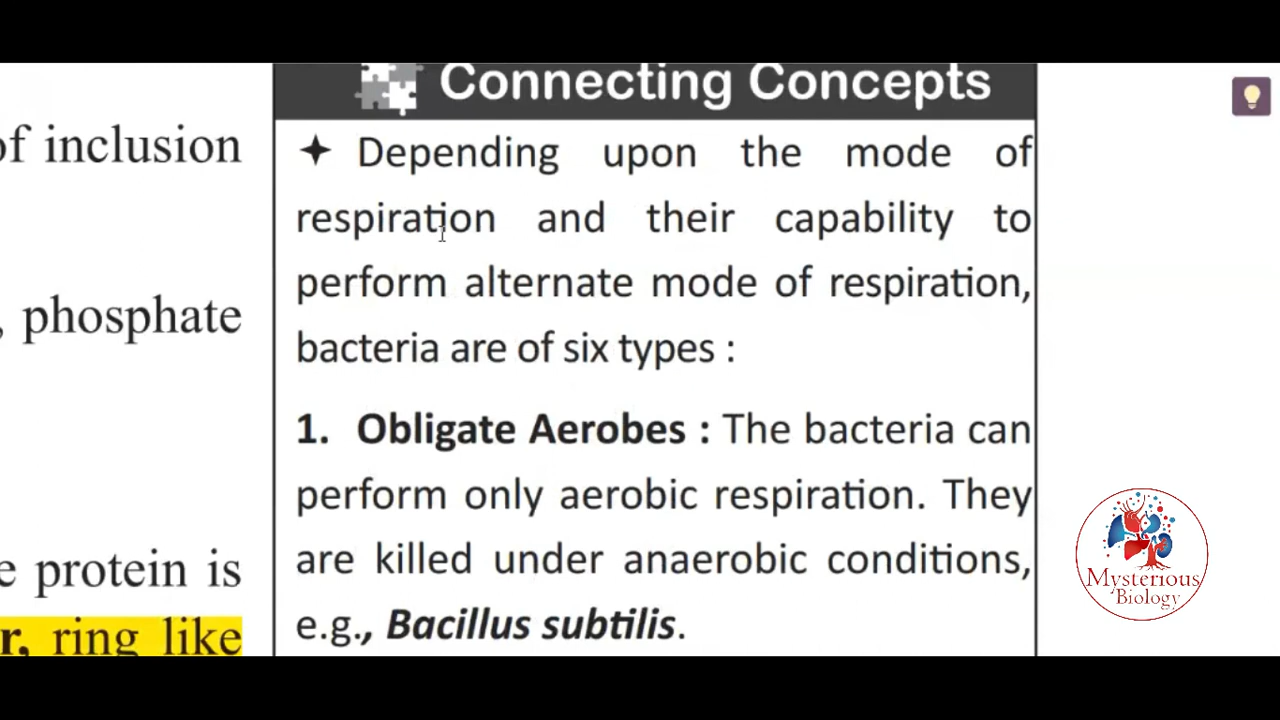 Connecting Concepts
of inclusion
✦ Depending upon the mode of
respiration and their capability to
perform alternate mode of respiration,
, phosphate
bacteria are of six types :
1. Obligate Aerobes : The bacteria can
perform only aerobic respiration. They
are killed under anaerobic conditions,
e protein is
e.g., Bacillus subtilis.
r, ring like
Mysterious
Biology